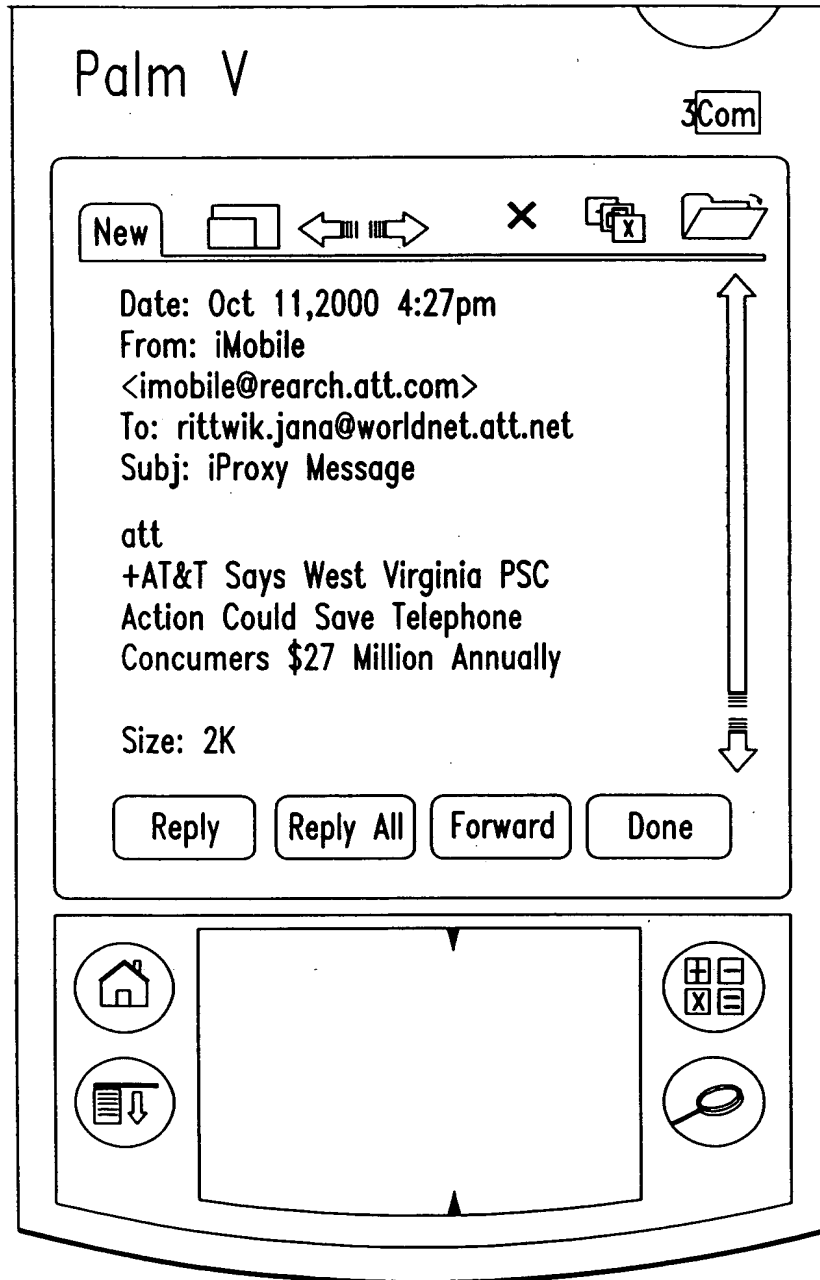 Palm V
3Com
New
X
Date: Oct 11,2000 4:27pm
From: iMobile
<imobile@rearch.att.com>
To: rittwik.jana@worldnet.att.net
Subj: iProxy Message
att
+AT&T Says West Virginia PSC
Action Could Save Telephone
Concumers $27 Million Annually
Size: 2K
Reply Reply All Forward Done
+ −
X =